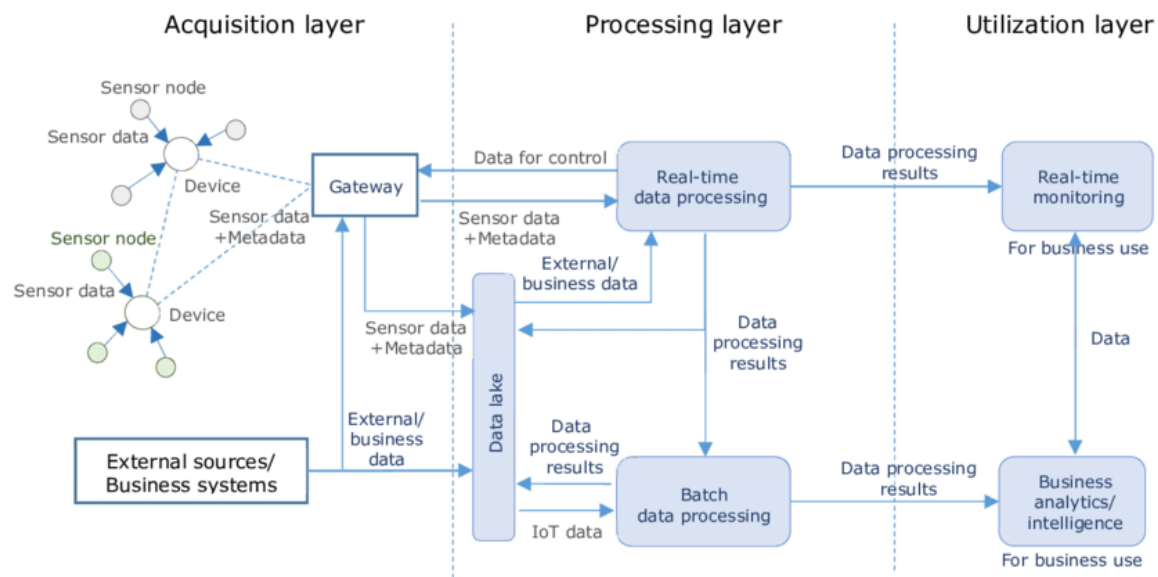 Acquisition layer
Processing layer
Utilization layer
Sensor node
Sensor data
Device
Gateway
Data for control
Real-time
data processing
Data processing
results
Real-time
monitoring
For business use
Sensor data
+Metadata
Sensor data
+Metadata
Sensor node
Sensor data
Device
External/
business data
Sensor data
+Metadata
Data lake
Data
processing
results
Data
External/
business
data
External sources/
Business systems
Data
processing
results
IoT data
Batch
data processing
Data processing
results
Business
analytics/
intelligence
For business use